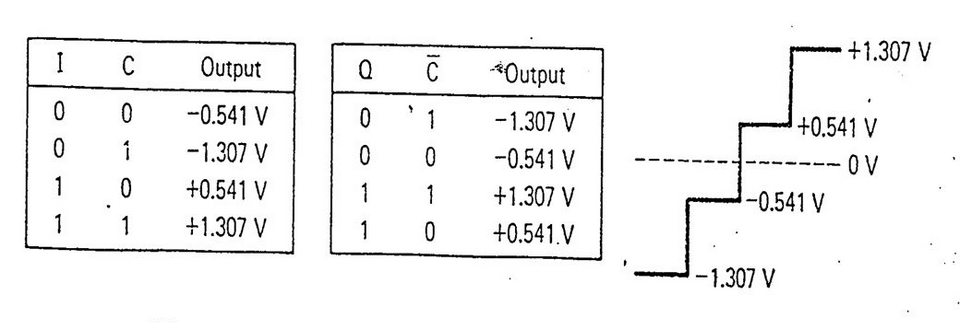 I C Output
0 0 −0.541 V
0 1 −1.307 V
1 0 +0.541 V
1 1 +1.307 V
Q C̅ Output
0 1 −1.307 V
0 0 −0.541 V
1 1 +1.307 V
1 0 +0.541 V
+1.307 V
+0.541 V
0 V
−0.541 V
−1.307 V